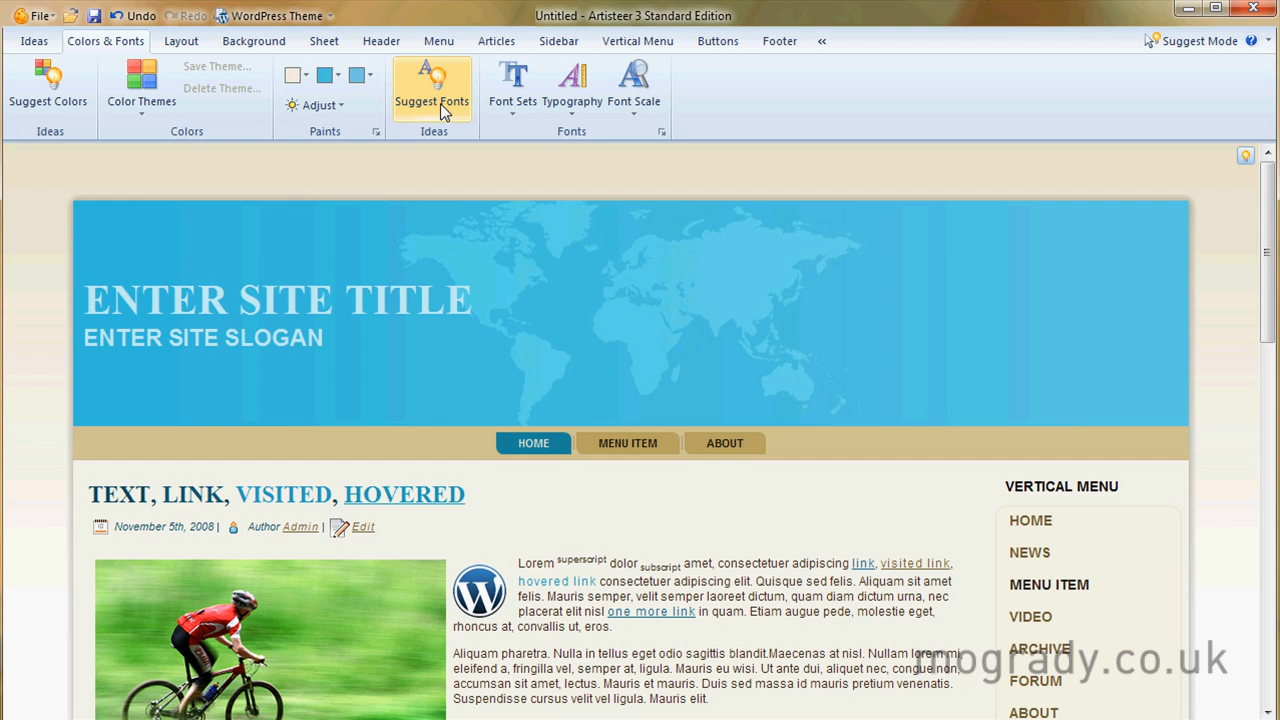 File Undo Redo WordPress Theme Untitled - Artisteer 3 Standard Edition
Ideas Colors & Fonts Layout Background Sheet Header Menu Articles Sidebar Vertical Menu Buttons Footer « Suggest Mode ?
Save Theme...
Delete Theme...
Suggest Colors Color Themes Adjust Suggest Fonts Font Sets Typography Font Scale
Ideas Colors Paints Ideas Fonts
ENTER SITE TITLE
ENTER SITE SLOGAN
HOME MENU ITEM ABOUT
TEXT, LINK, VISITED, HOVERED
November 5th, 2008 | Author Admin | Edit
Lorem superscript dolor subscript amet, consectetuer adipiscing link, visited link,
hovered link consectetuer adipiscing elit. Quisque sed felis. Aliquam sit amet
felis. Mauris semper, velit semper laoreet dictum, quam diam dictum urna, nec
placerat elit nisl one more link in quam. Etiam augue pede, molestie eget,
rhoncus at, convallis ut, eros.
Aliquam pharetra. Nulla in tellus eget odio sagittis blandit.Maecenas at nisl. Nullam lorem mi,
eleifend a, fringilla vel, semper at, ligula. Mauris eu wisi. Ut ante dui, aliquet nec, congue non,
accumsan sit amet, lectus. Mauris et mauris. Duis sed massa id mauris pretium venenatis.
Suspendisse cursus velit vel ligula. Mauris elit.
VERTICAL MENU
HOME
NEWS
MENU ITEM
VIDEO
ARCHIVE
FORUM
ABOUT